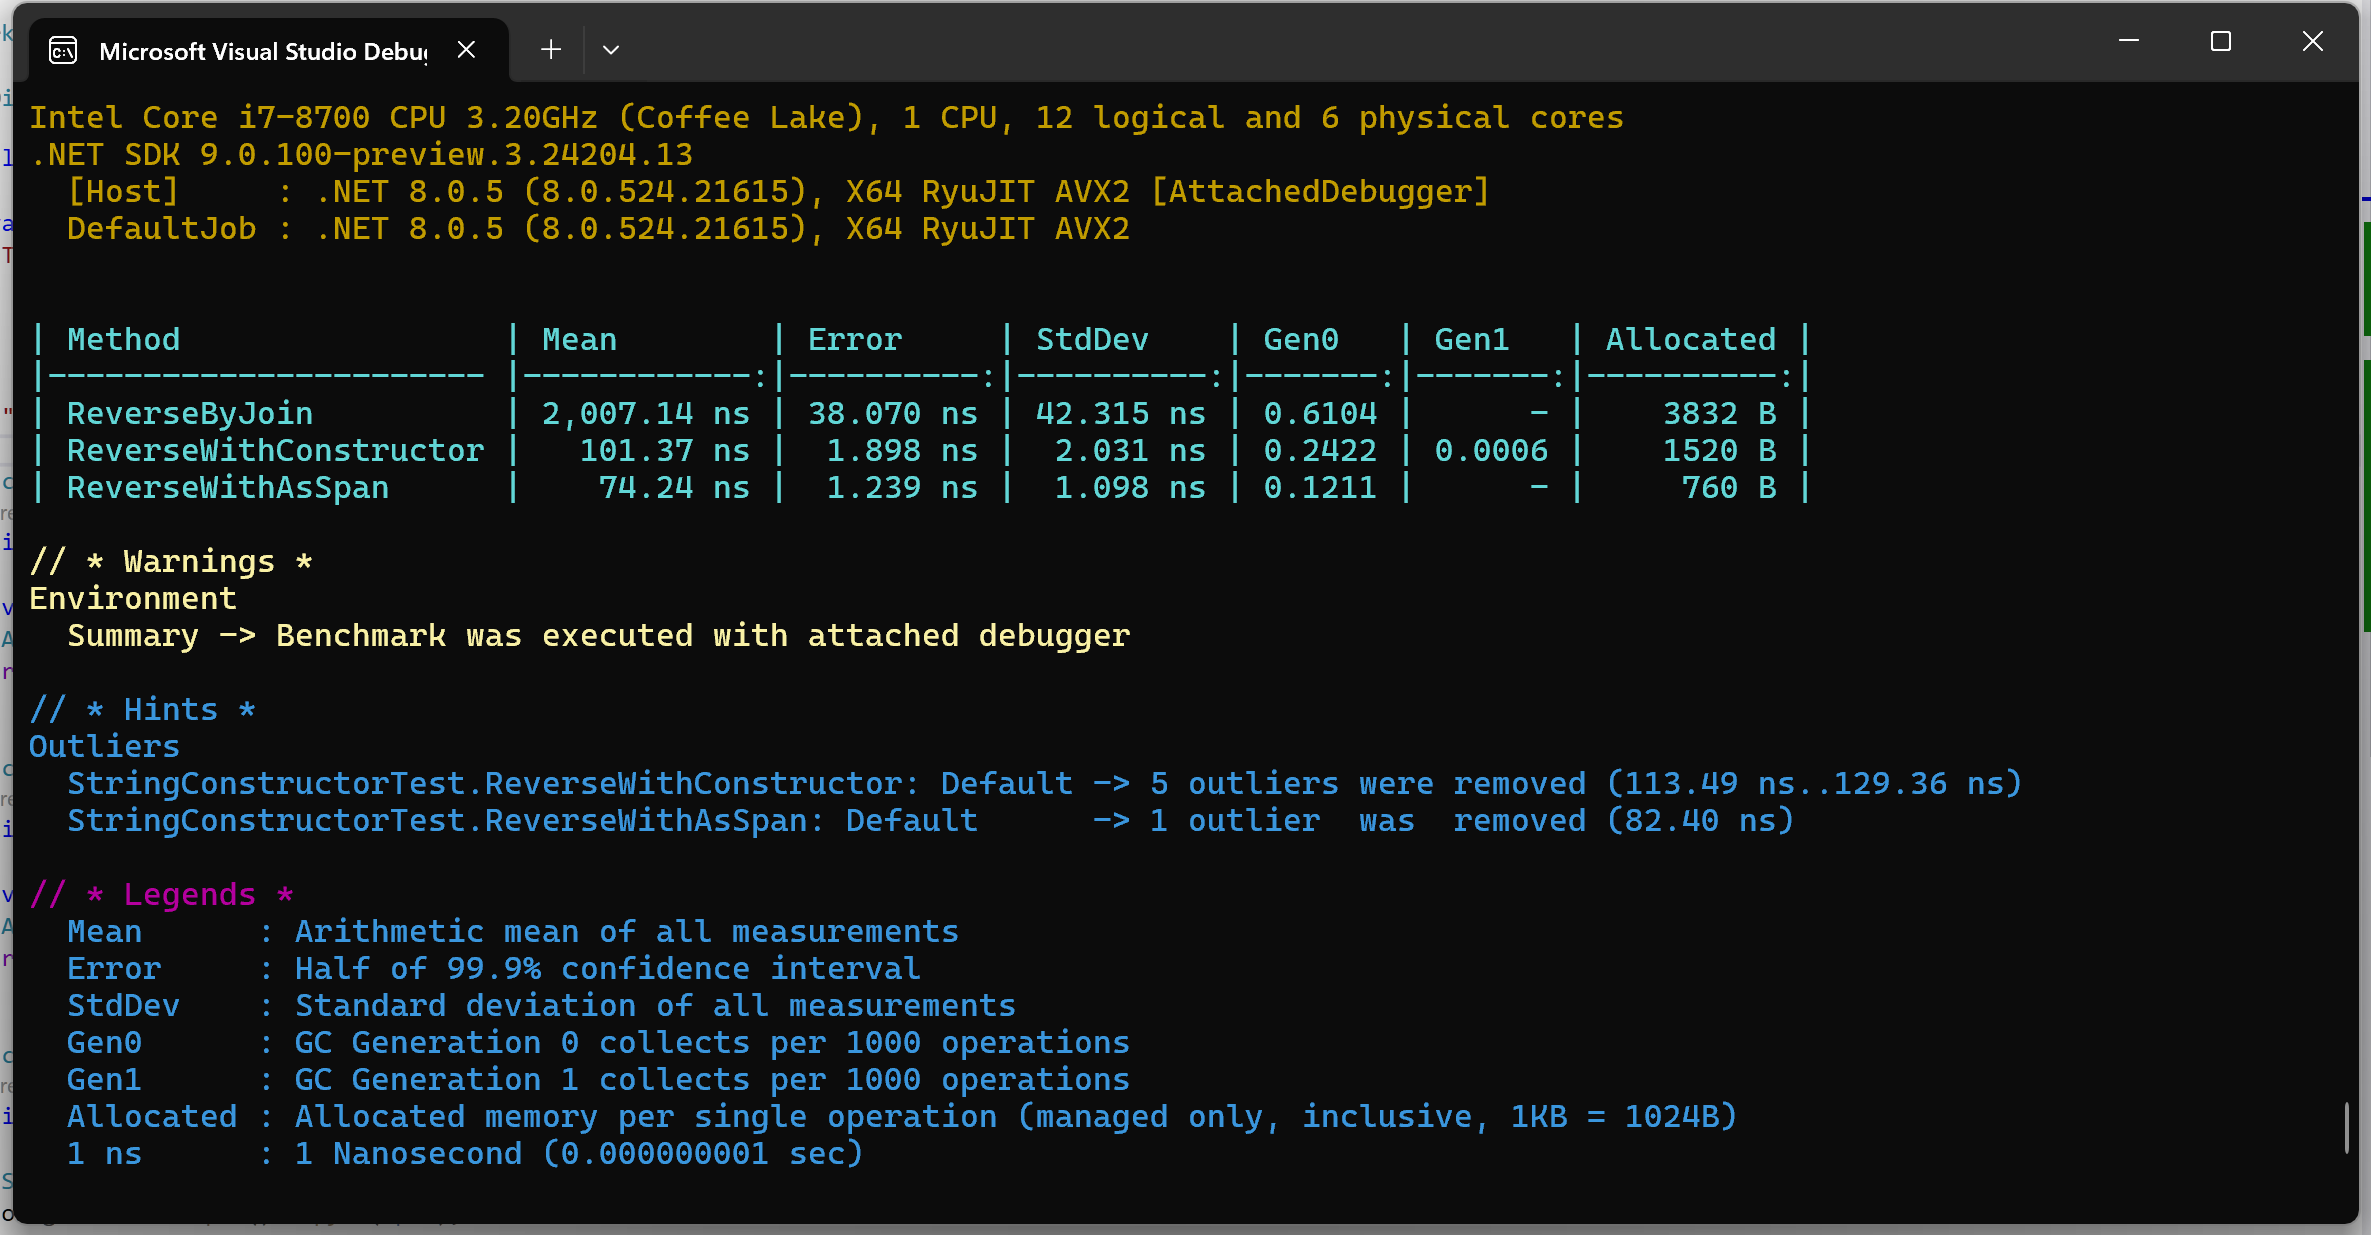 Microsoft Visual Studio Debug
Intel Core i7-8700 CPU 3.20GHz (Coffee Lake), 1 CPU, 12 logical and 6 physical cores
.NET SDK 9.0.100-preview.3.24204.13
  [Host]     : .NET 8.0.5 (8.0.524.21615), X64 RyuJIT AVX2 [AttachedDebugger]
  DefaultJob : .NET 8.0.5 (8.0.524.21615), X64 RyuJIT AVX2
| Method                 | Mean        | Error     | StdDev    | Gen0   | Gen1   | Allocated |
|----------------------- |------------:|----------:|----------:|-------:|-------:|----------:|
| ReverseByJoin          | 2,007.14 ns | 38.070 ns | 42.315 ns | 0.6104 |      - |    3832 B |
| ReverseWithConstructor |   101.37 ns |  1.898 ns |  2.031 ns | 0.2422 | 0.0006 |    1520 B |
| ReverseWithAsSpan      |    74.24 ns |  1.239 ns |  1.098 ns | 0.1211 |      - |     760 B |
// * Warnings *
Environment
  Summary -> Benchmark was executed with attached debugger
// * Hints *
Outliers
  StringConstructorTest.ReverseWithConstructor: Default -> 5 outliers were removed (113.49 ns..129.36 ns)
  StringConstructorTest.ReverseWithAsSpan: Default      -> 1 outlier  was  removed (82.40 ns)
// * Legends *
  Mean      : Arithmetic mean of all measurements
  Error     : Half of 99.9% confidence interval
  StdDev    : Standard deviation of all measurements
  Gen0      : GC Generation 0 collects per 1000 operations
  Gen1      : GC Generation 1 collects per 1000 operations
  Allocated : Allocated memory per single operation (managed only, inclusive, 1KB = 1024B)
  1 ns      : 1 Nanosecond (0.000000001 sec)